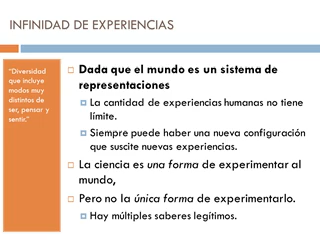 INFINIDAD DE EXPERIENCIAS
“Diversidad
que incluye
modos muy
distintos de
ser, pensar y
sentir.”
Dada que el mundo es un sistema de
representaciones
La cantidad de experiencias humanas no tiene
límite.
Siempre puede haber una nueva configuración
que suscite nuevas experiencias.
La ciencia es una forma de experimentar al
mundo,
Pero no la única forma de experimentarlo.
Hay múltiples saberes legítimos.